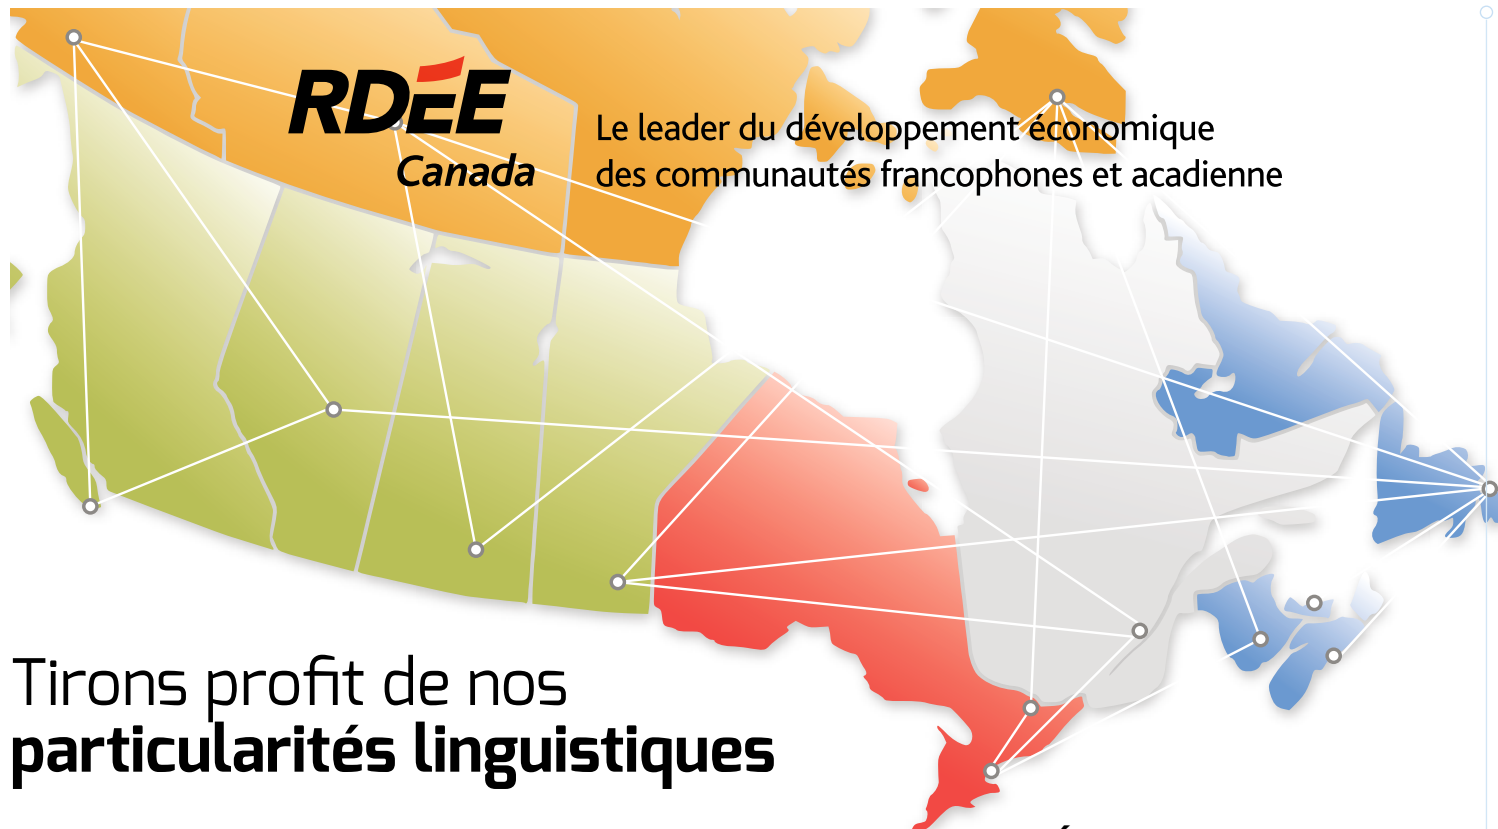 RDÉE
Canada
Le leader du développement économique
des communautés francophones et acadienne
Tirons profit de nos
particularités linguistiques